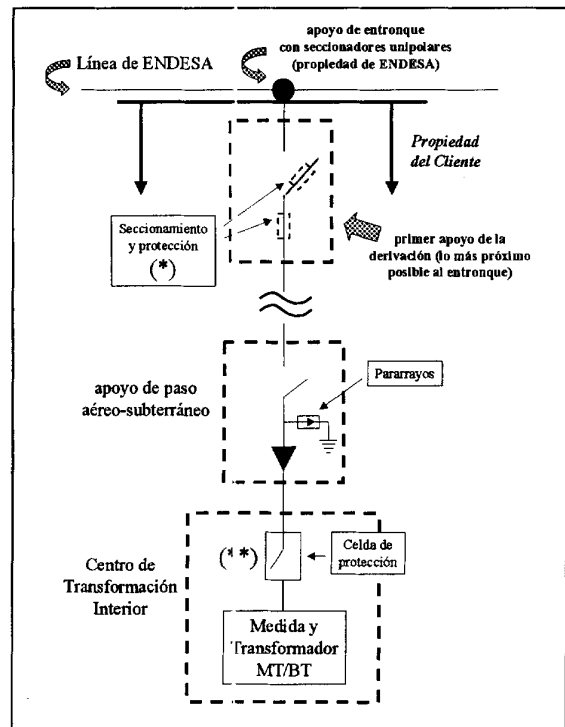 apoyo de entronque
con seccionadores unipolares
(propiedad de ENDESA)
Línea de ENDESA
Propiedad
del Cliente
Seccionamiento
y protección
(*)
primer apoyo de la
derivación (lo más próximo
posible al entronque)
apoyo de paso
aéreo-subterráneo
Pararrayos
(**)
Celda de
protección
Centro de
Transformación
Interior
Medida y
Transformador
MT/BT